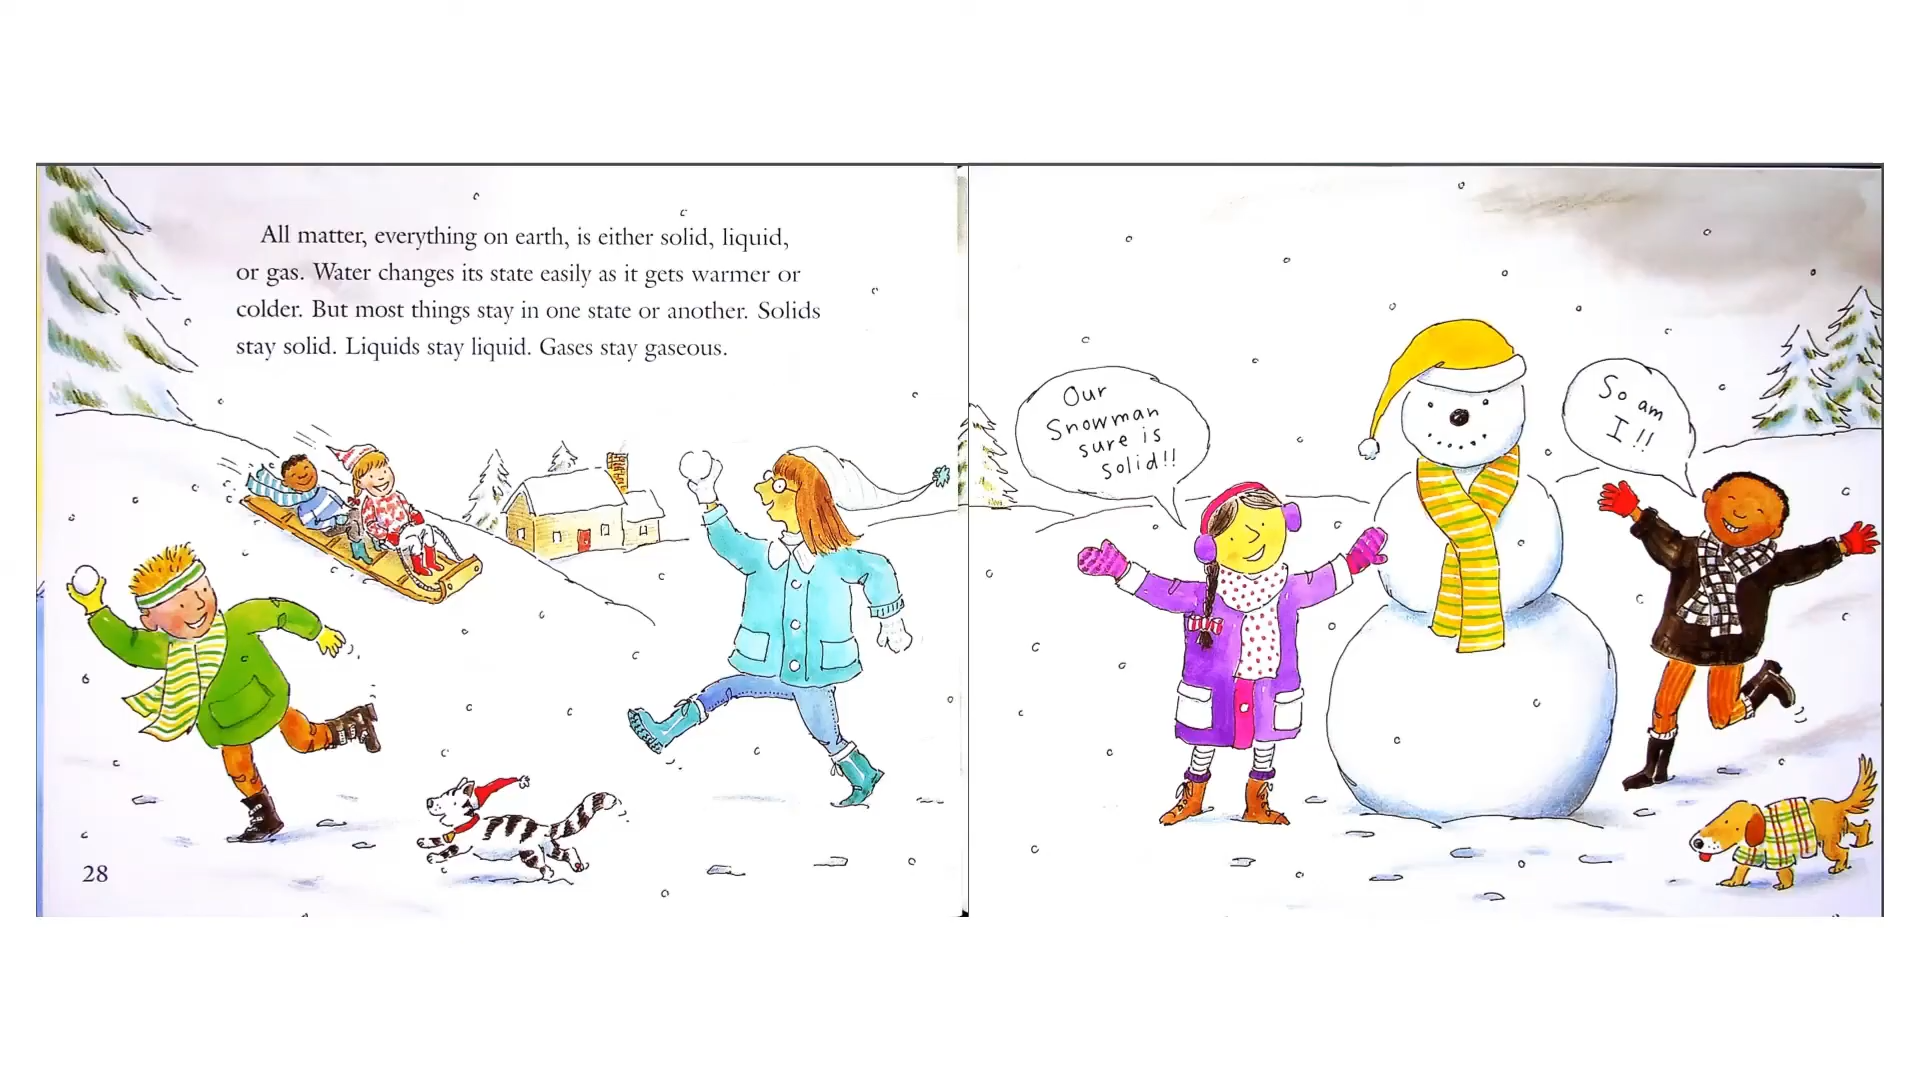 All matter, everything on earth, is either solid, liquid,
or gas. Water changes its state easily as it gets warmer or
colder. But most things stay in one state or another. Solids
stay solid. Liquids stay liquid. Gases stay gaseous.
28
Our
Snowman
sure is
solid!!
So am
I!!